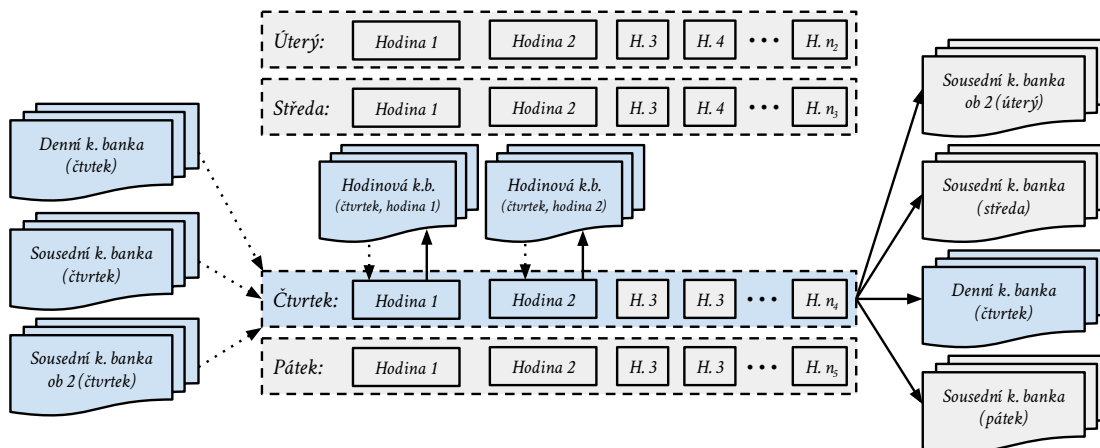 Úterý: Hodina 1 Hodina 2 H. 3 H. 4 ••• H. n₂
Středa: Hodina 1 Hodina 2 H. 3 H. 4 ••• H. n₃
Denní k. banka
(čtvtek)
Sousední k. banka
(čtvrtek)
Sousední k. banka
ob 2 (čtvrtek)
Hodinová k.b.
(čtvrtek, hodina 1)
Hodinová k.b.
(čtvrtek, hodina 2)
Čtvrtek: Hodina 1 Hodina 2 H. 3 H. 3 ••• H. n₄
Pátek: Hodina 1 Hodina 2 H. 3 H. 3 ••• H. n₅
Sousední k. banka
ob 2 (úterý)
Sousední k. banka
(středa)
Denní k. banka
(čtvrtek)
Sousední k. banka
(pátek)